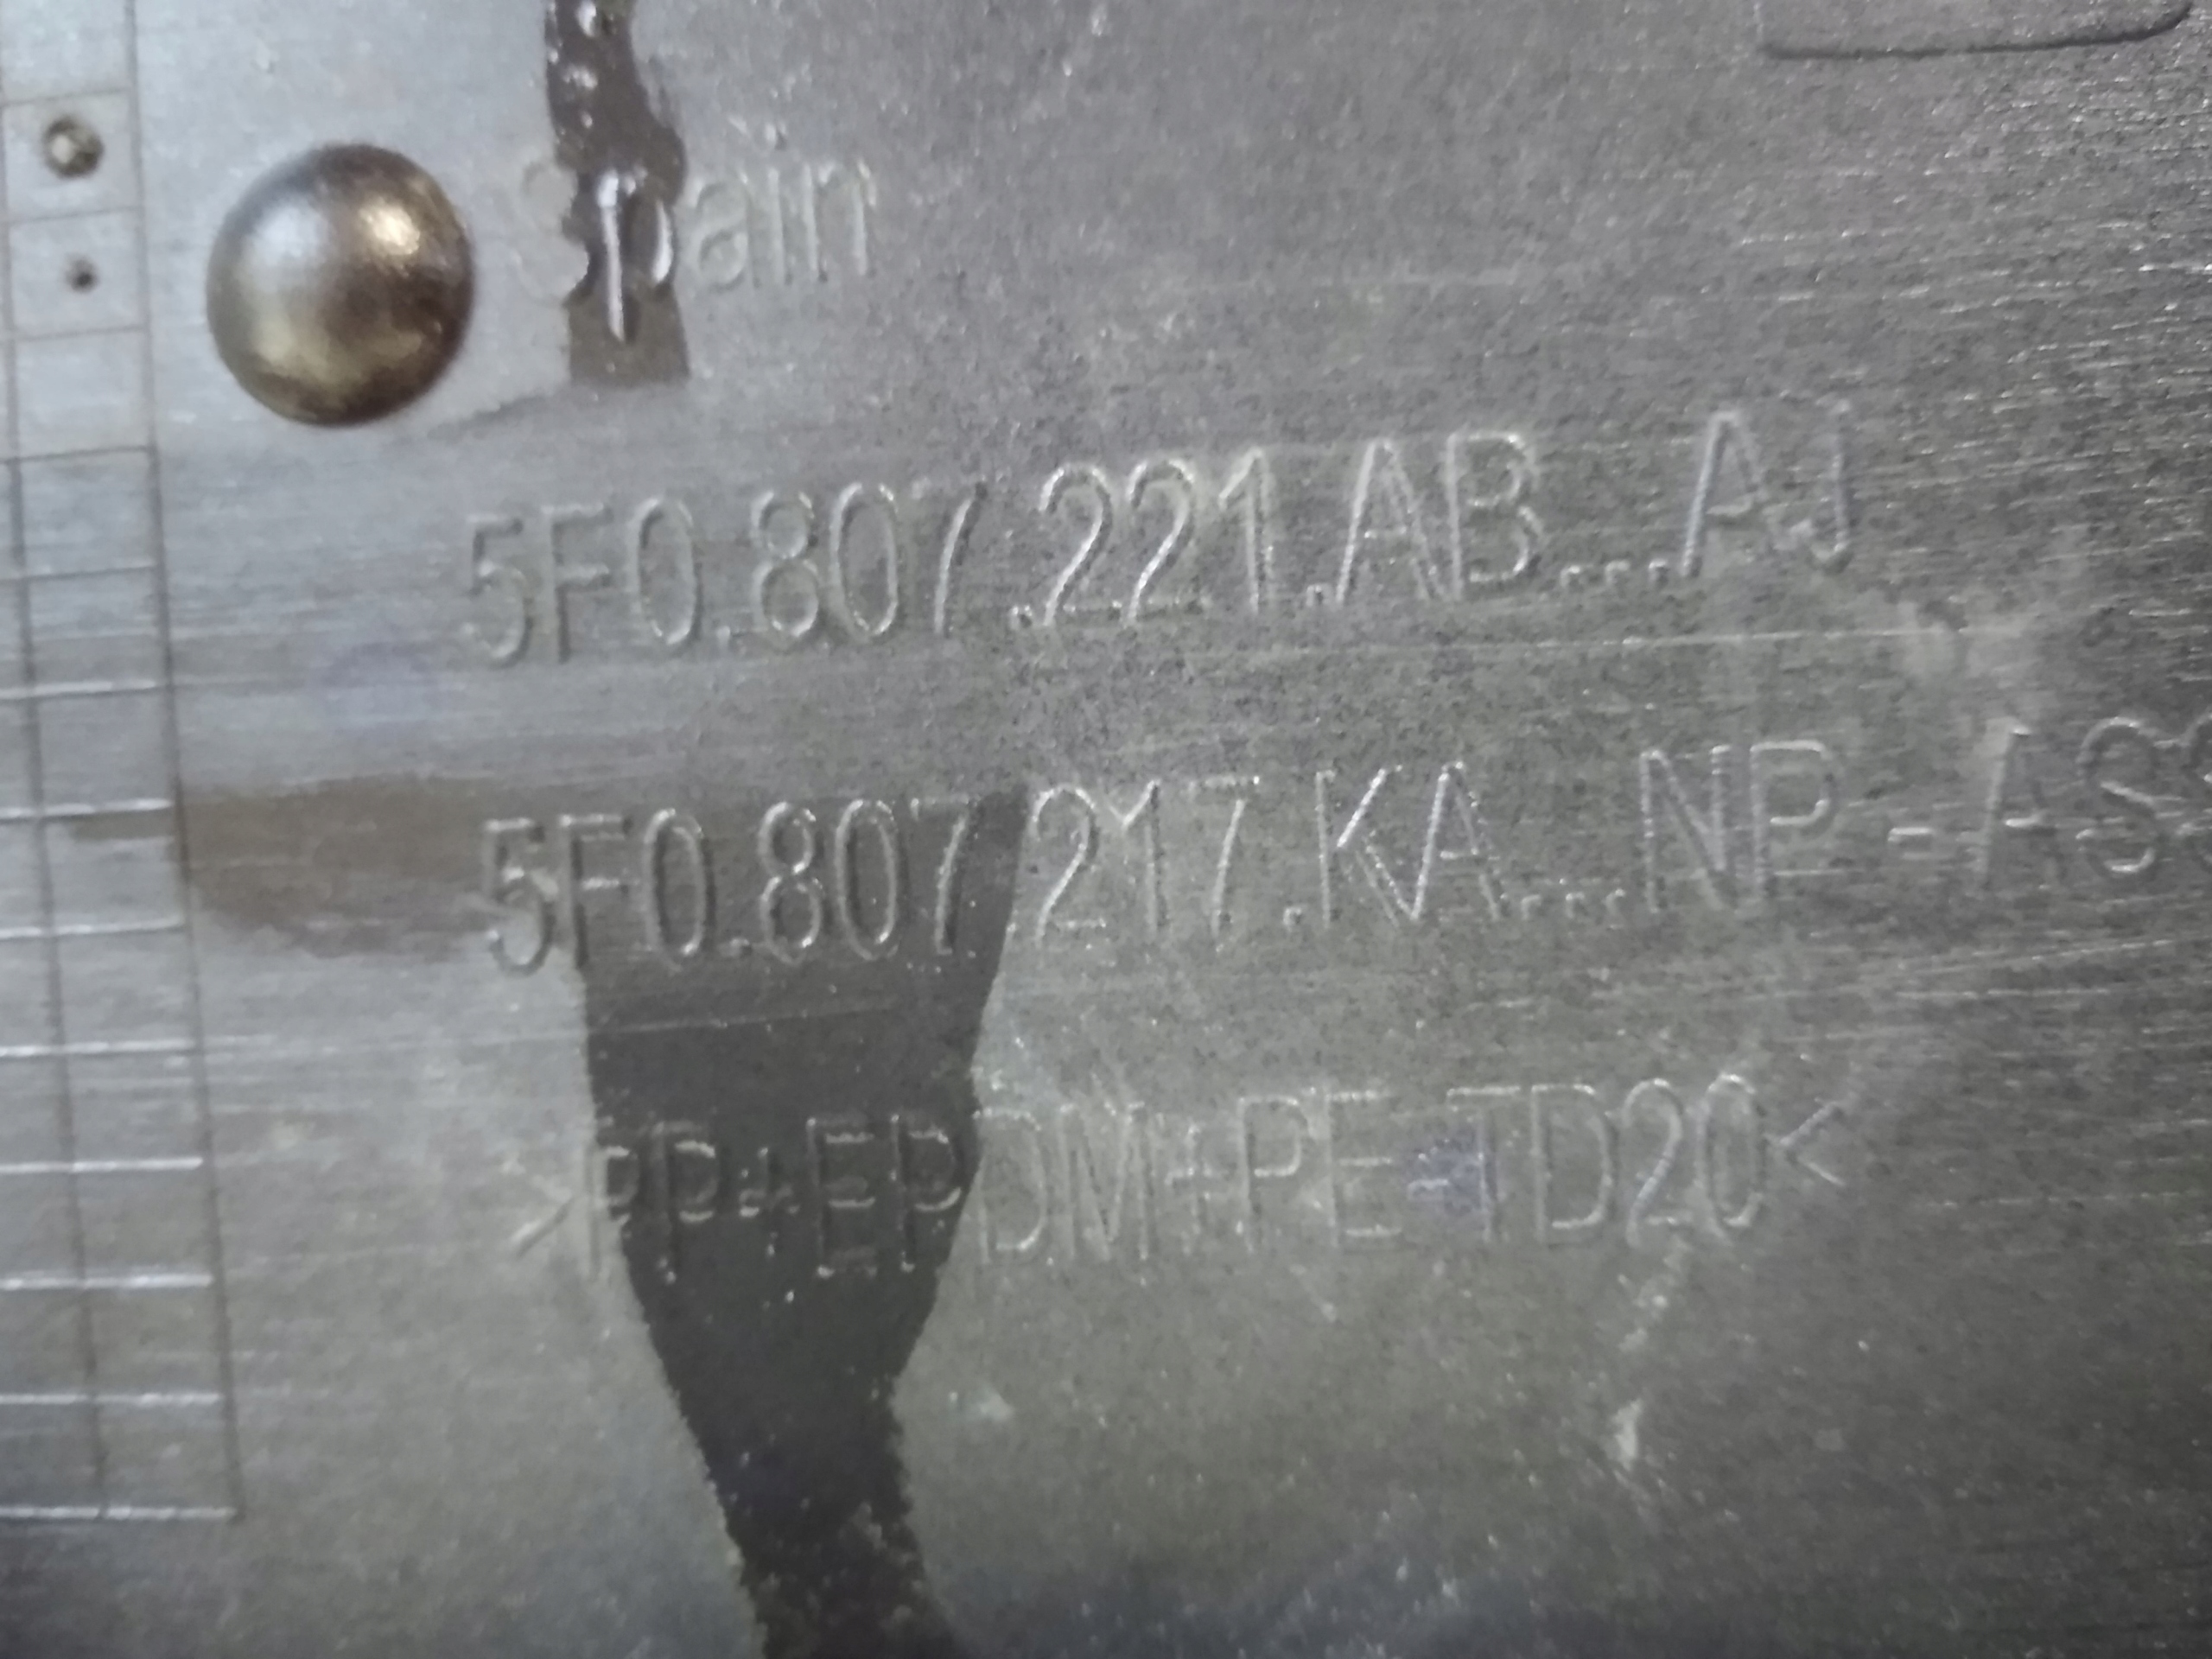 Spain
5F0.807.221.AB....AJ
5F0.807.217.KA....NP
>PP+EPDM+PE-TD20<